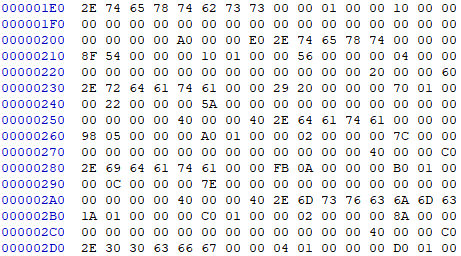 000001E0 2E 74 65 78 74 62 73 73 00 00 01 00 00 10 00 00
000001F0 00 00 00 00 00 00 00 00 00 00 00 00 00 00 00 00
00000200 00 00 00 00 A0 00 00 E0 2E 74 65 78 74 00 00 00
00000210 8F 54 00 00 00 10 01 00 00 56 00 00 00 04 00 00
00000220 00 00 00 00 00 00 00 00 00 00 00 00 20 00 00 60
00000230 2E 72 64 61 74 61 00 00 29 20 00 00 00 70 01 00
00000240 00 22 00 00 00 5A 00 00 00 00 00 00 00 00 00 00
00000250 00 00 00 00 40 00 00 40 2E 64 61 74 61 00 00 00
00000260 98 05 00 00 00 A0 01 00 00 02 00 00 00 7C 00 00
00000270 00 00 00 00 00 00 00 00 00 00 00 00 40 00 00 C0
00000280 2E 69 64 61 74 61 00 00 FB 0A 00 00 00 B0 01 00
00000290 00 0C 00 00 00 7E 00 00 00 00 00 00 00 00 00 00
000002A0 00 00 00 00 40 00 00 40 2E 6D 73 76 63 6A 6D 63
000002B0 1A 01 00 00 00 C0 01 00 00 02 00 00 00 8A 00 00
000002C0 00 00 00 00 00 00 00 00 00 00 00 00 40 00 00 C0
000002D0 2E 30 30 63 66 67 00 00 04 01 00 00 00 D0 01 00